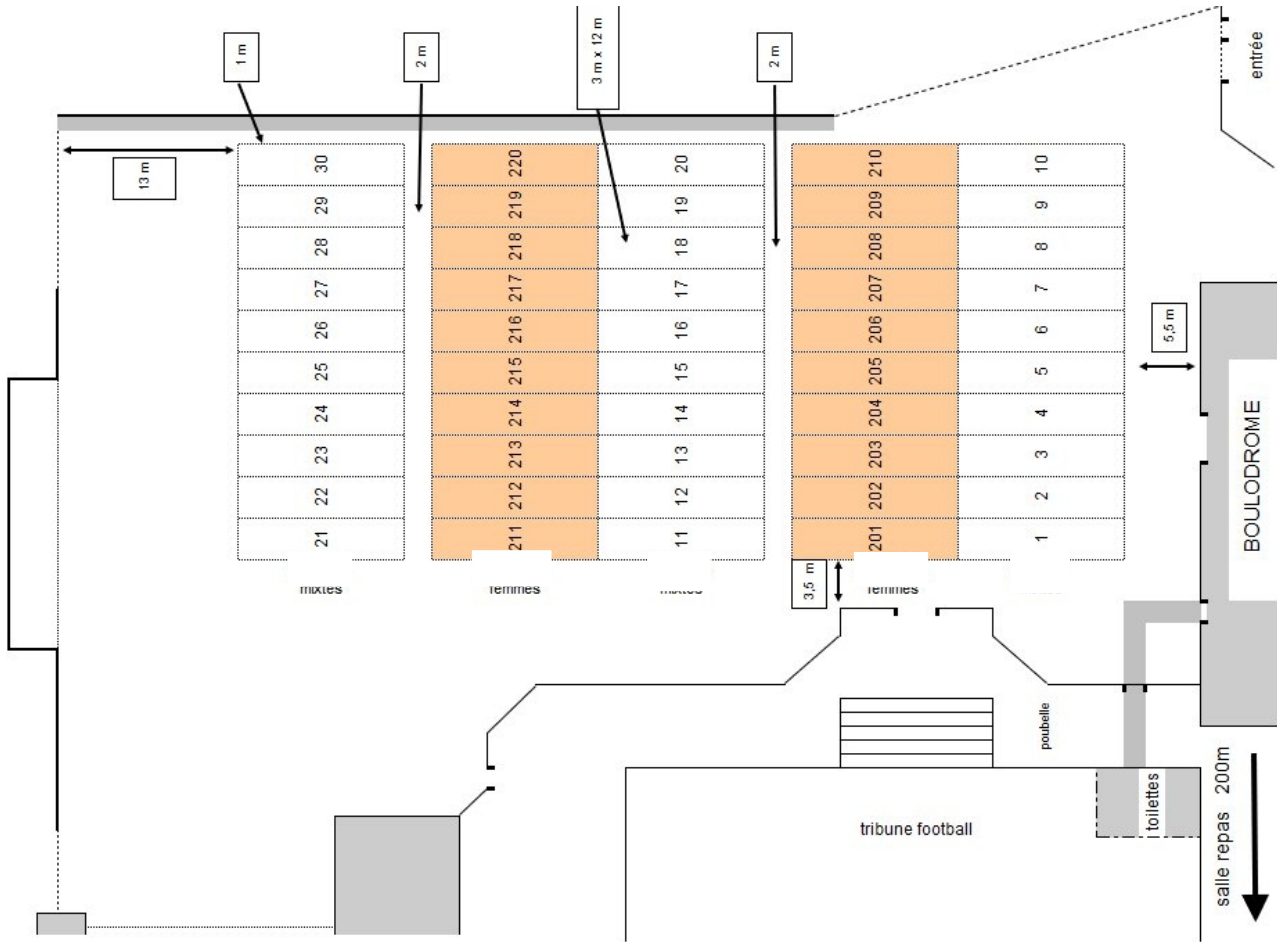 1 m
2 m
3 m x 12 m
2 m
entrée
13 m
30 220 20 210 10
29 219 19 209 9
28 218 18 208 8
27 217 17 207 7
26 216 16 206 6
5,5 m
25 215 15 205 5
24 214 14 204 4
23 213 13 203 3
22 212 12 202 2
21 211 11 201 1
BOULODROME
mixtes femmes mixtes 3,5 m femmes
poubelle
tribune football
toilettes
salle repas 200m